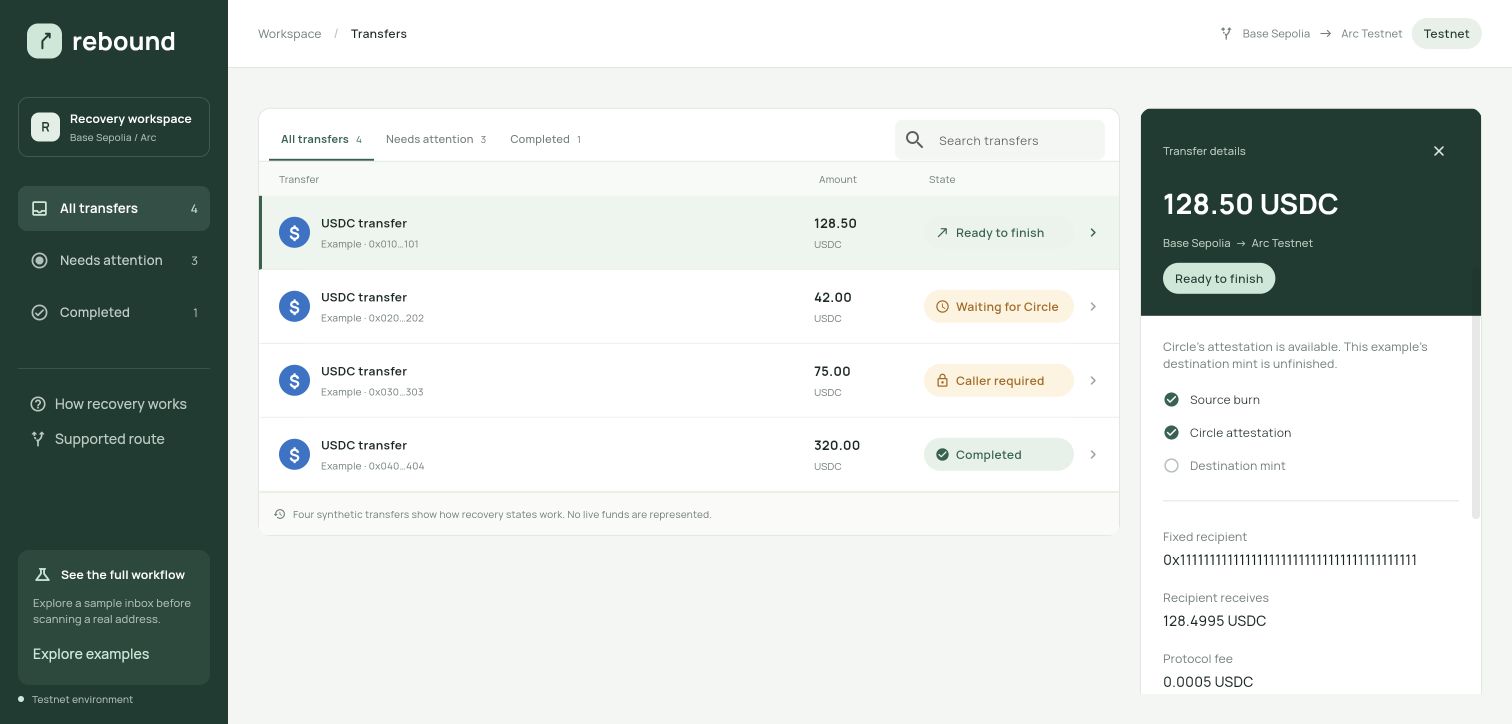 rebound
R
Recovery workspace
Base Sepolia / Arc
All transfers 4
Needs attention 3
Completed 1
How recovery works
Supported route
See the full workflow
Explore a sample inbox before
scanning a real address.
Explore examples
Testnet environment
Workspace / Transfers
Base Sepolia → Arc Testnet Testnet
All transfers 4 Needs attention 3 Completed 1
Search transfers
Transfer Amount State
USDC transfer 128.50 Ready to finish
Example · 0x010…101 USDC
USDC transfer 42.00 Waiting for Circle
Example · 0x020…202 USDC
USDC transfer 75.00 Caller required
Example · 0x030…303 USDC
USDC transfer 320.00 Completed
Example · 0x040…404 USDC
Four synthetic transfers show how recovery states work. No live funds are represented.
Transfer details
128.50 USDC
Base Sepolia → Arc Testnet
Ready to finish
Circle's attestation is available. This example's
destination mint is unfinished.
Source burn
Circle attestation
Destination mint
Fixed recipient
0x1111111111111111111111111111111111111111
Recipient receives
128.4995 USDC
Protocol fee
0.0005 USDC